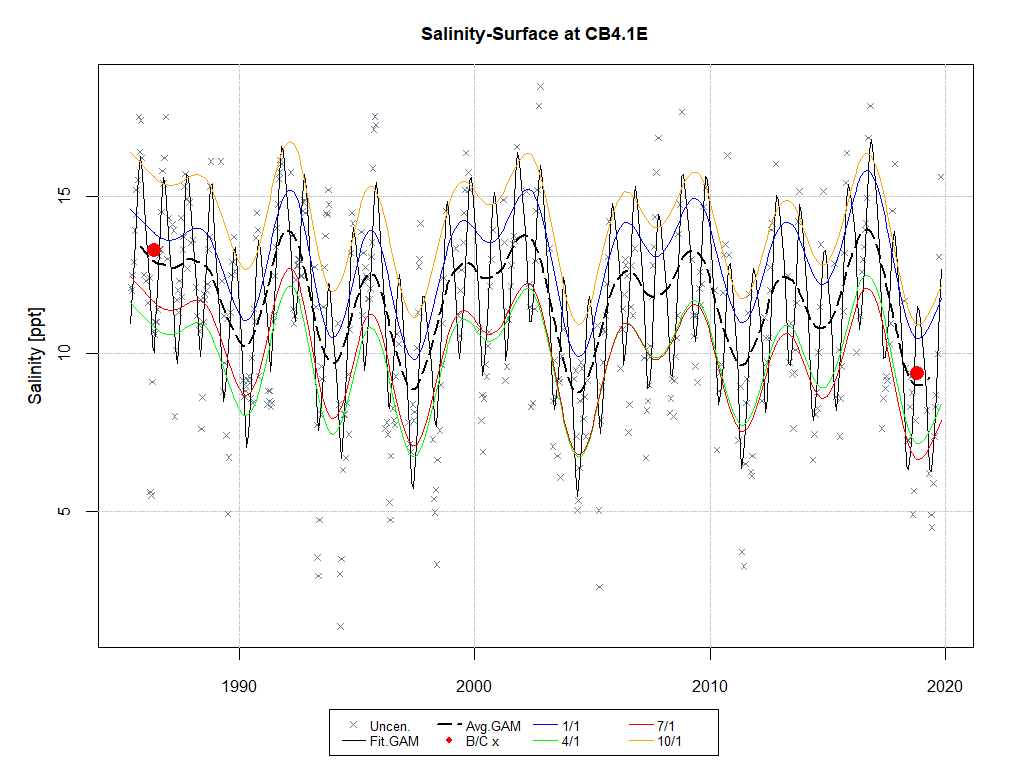 Salinity-Surface at CB4.1E
Salinity [ppt]
15
10
5
1990 2000 2010 2020
Uncen. Avg.GAM 1/1 7/1
Fit.GAM B/C x 4/1 10/1